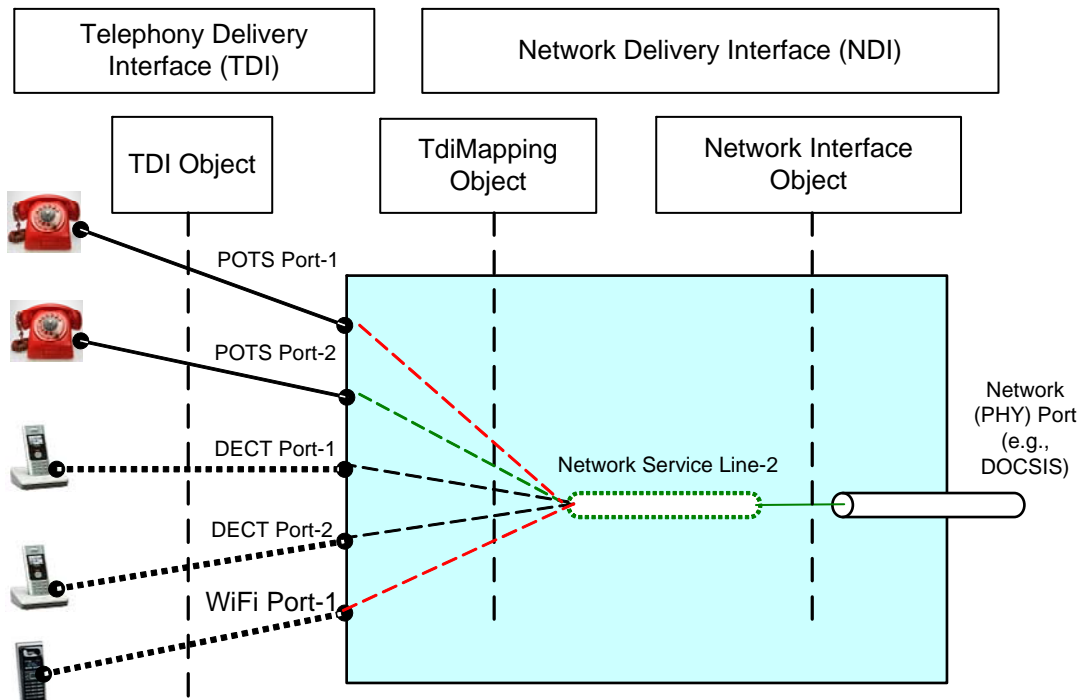 Telephony Delivery
Interface (TDI)
Network Delivery Interface (NDI)
TDI Object
TdiMapping
Object
Network Interface
Object
POTS Port-1
POTS Port-2
DECT Port-1
DECT Port-2
WiFi Port-1
Network Service Line-2
Network
(PHY) Port
(e.g.,
DOCSIS)